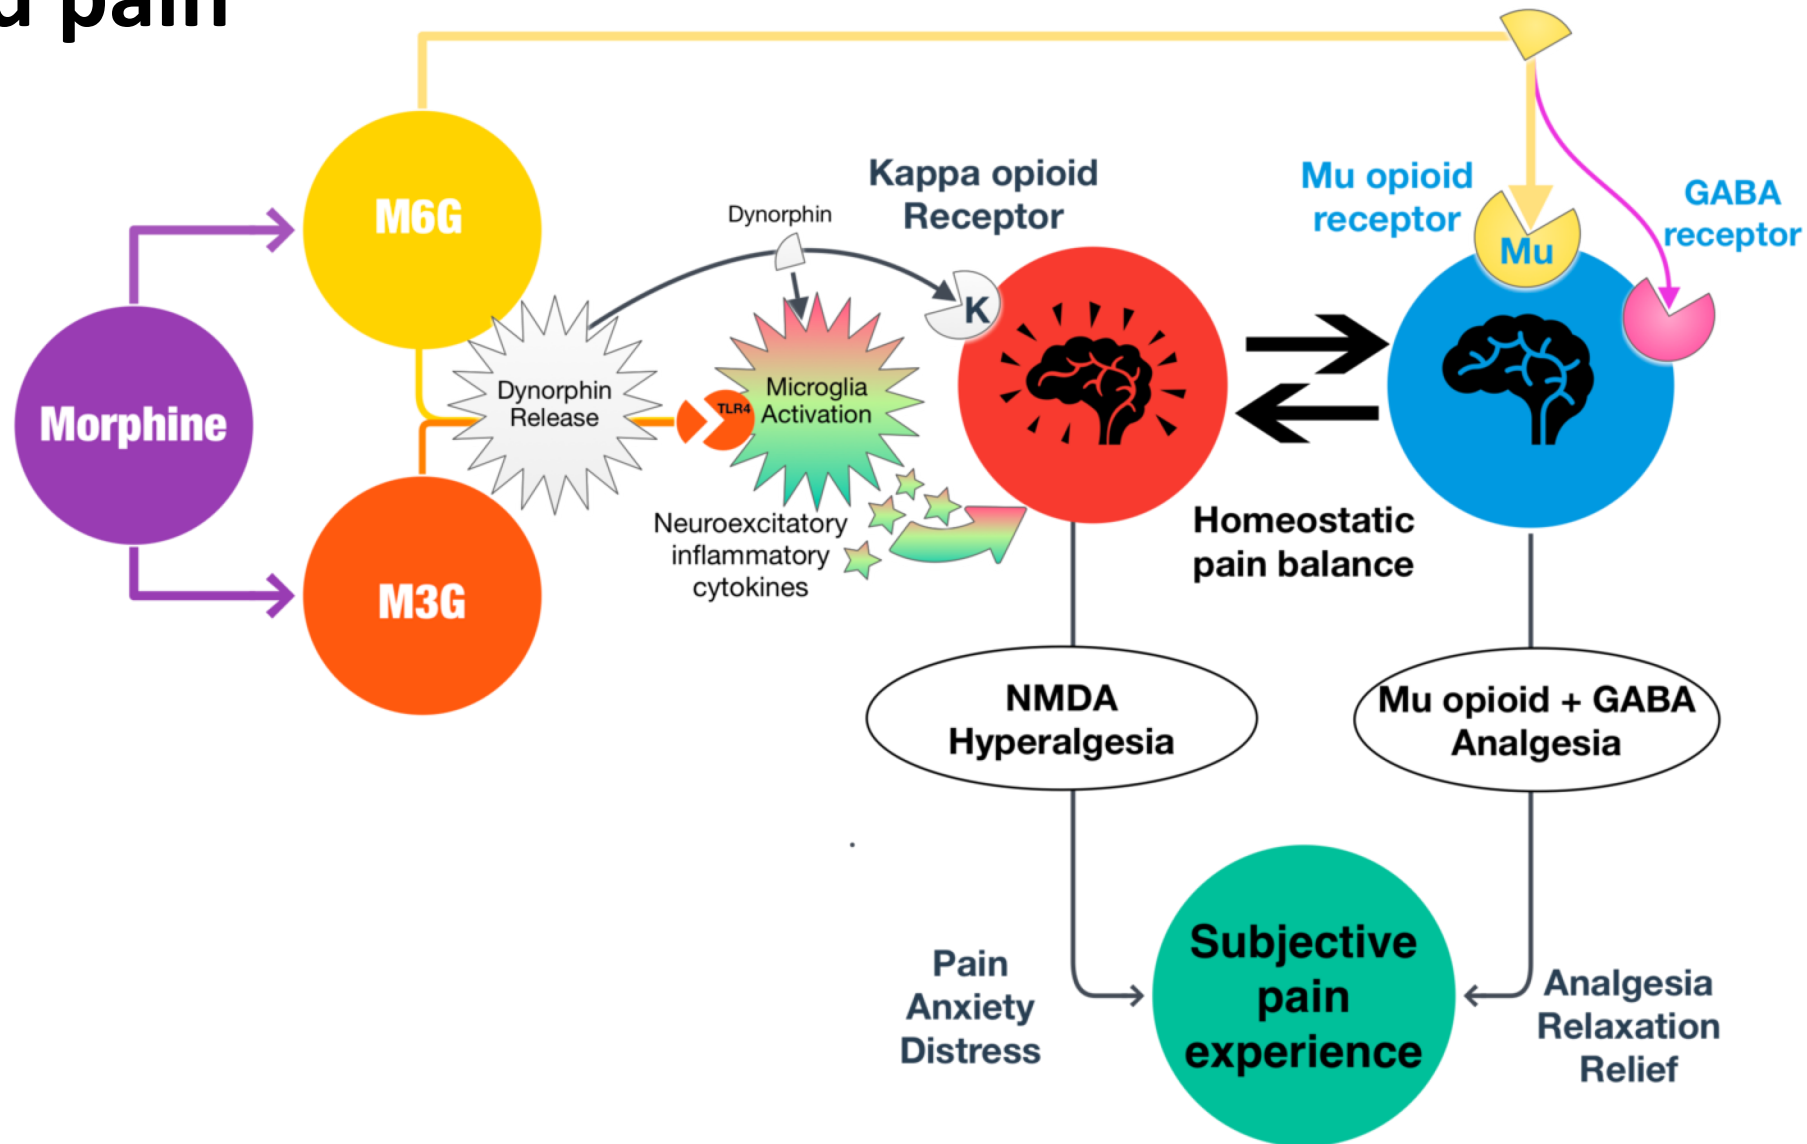 pain
M6G
Morphine
M3G
Dynorphin
Release
Dynorphin
TLR4
Microglia
Activation
Neuroexcitatory
inflammatory
cytokines
Kappa opioid
Receptor
K
Mu opioid
receptor
Mu
GABA
receptor
Homeostatic
pain balance
NMDA
Hyperalgesia
Mu opioid + GABA
Analgesia
Pain
Anxiety
Distress
Subjective
pain
experience
Analgesia
Relaxation
Relief